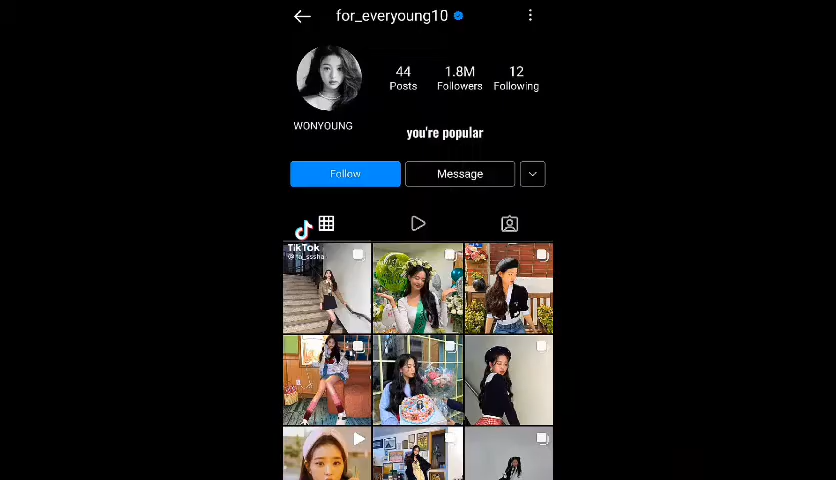 for_everyoung10
44
1.8M
12
Posts
Followers
Following
WONYOUNG
you're popular
Follow
Message
TikTok